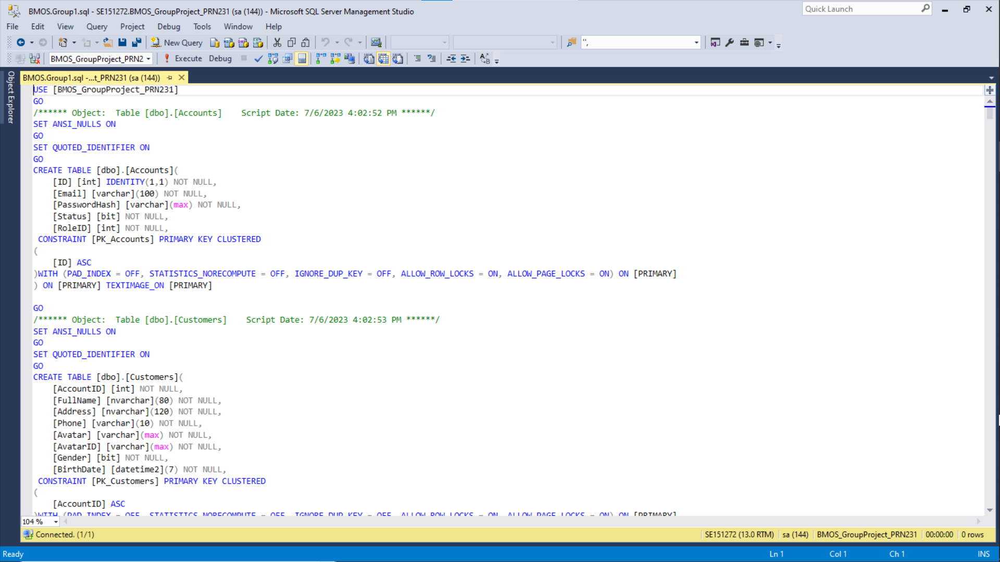 BMOS.Group1.sql - SE151272.BMOS_GroupProject_PRN231 (sa (144)) - Microsoft SQL Server Management Studio
Quick Launch
File Edit View Query Project Debug Tools Window Help
New Query
",
BMOS_GroupProject_PRN2 Execute Debug
Object Explorer
BMOS.Group1.sql -...t_PRN231 (sa (144))
USE [BMOS_GroupProject_PRN231]
GO
/****** Object:  Table [dbo].[Accounts]    Script Date: 7/6/2023 4:02:52 PM ******/
SET ANSI_NULLS ON
GO
SET QUOTED_IDENTIFIER ON
GO
CREATE TABLE [dbo].[Accounts](
    [ID] [int] IDENTITY(1,1) NOT NULL,
    [Email] [varchar](100) NOT NULL,
    [PasswordHash] [varchar](max) NOT NULL,
    [Status] [bit] NOT NULL,
    [RoleID] [int] NOT NULL,
 CONSTRAINT [PK_Accounts] PRIMARY KEY CLUSTERED
(
    [ID] ASC
)WITH (PAD_INDEX = OFF, STATISTICS_NORECOMPUTE = OFF, IGNORE_DUP_KEY = OFF, ALLOW_ROW_LOCKS = ON, ALLOW_PAGE_LOCKS = ON) ON [PRIMARY]
) ON [PRIMARY] TEXTIMAGE_ON [PRIMARY]
GO
/****** Object:  Table [dbo].[Customers]    Script Date: 7/6/2023 4:02:53 PM ******/
SET ANSI_NULLS ON
GO
SET QUOTED_IDENTIFIER ON
GO
CREATE TABLE [dbo].[Customers](
    [AccountID] [int] NOT NULL,
    [FullName] [nvarchar](80) NOT NULL,
    [Address] [nvarchar](120) NOT NULL,
    [Phone] [varchar](10) NOT NULL,
    [Avatar] [varchar](max) NOT NULL,
    [AvatarID] [varchar](max) NOT NULL,
    [Gender] [bit] NOT NULL,
    [BirthDate] [datetime2](7) NOT NULL,
 CONSTRAINT [PK_Customers] PRIMARY KEY CLUSTERED
(
    [AccountID] ASC
)WITH (PAD_INDEX = OFF, STATISTICS_NORECOMPUTE = OFF, IGNORE_DUP_KEY = OFF, ALLOW_ROW_LOCKS = ON, ALLOW_PAGE_LOCKS = ON) ON [PRIMARY]
104 %
Connected. (1/1) SE151272 (13.0 RTM) sa (144) BMOS_GroupProject_PRN231 00:00:00 0 rows
Ready Ln 1 Col 1 Ch 1 INS